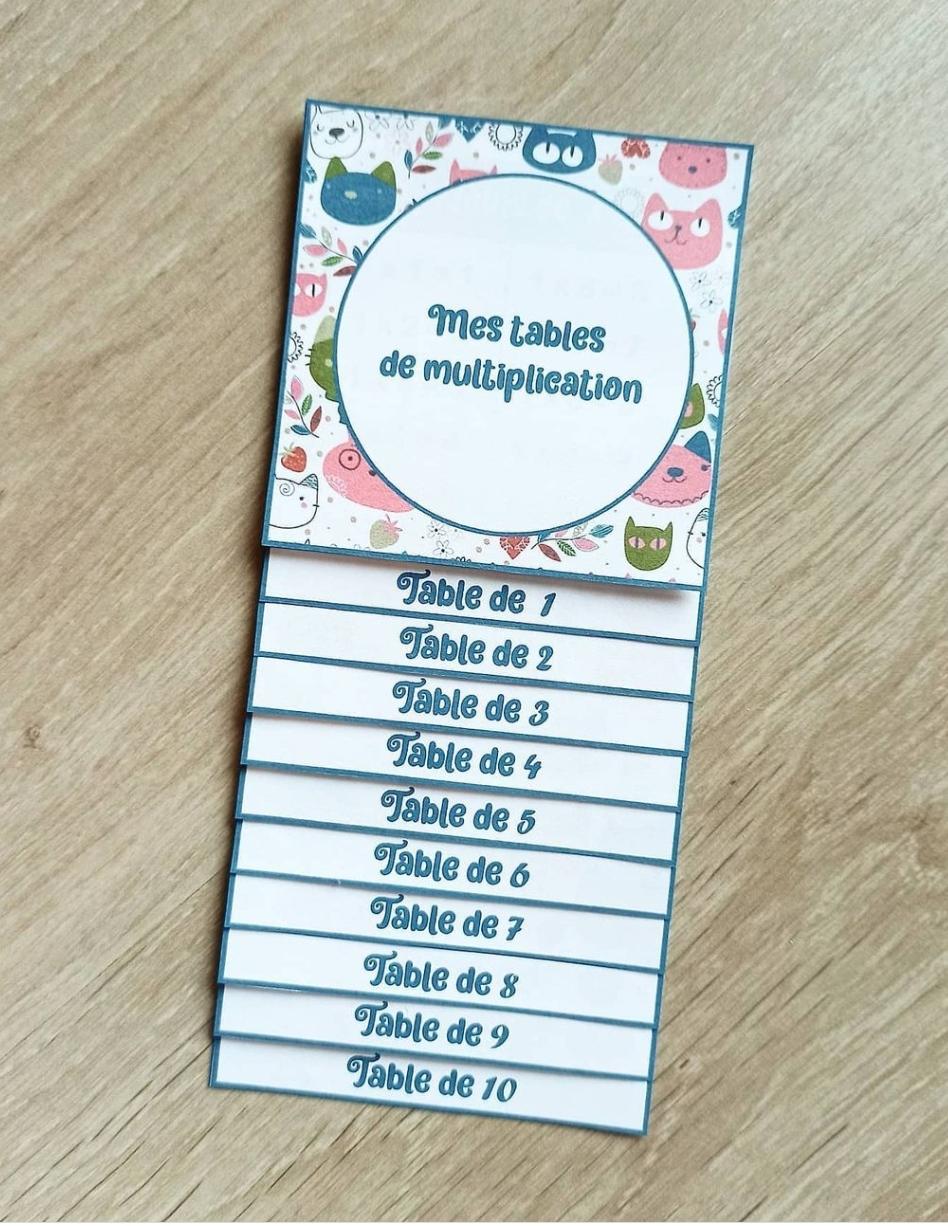 Mes tables
de multiplication
Table de 1
Table de 2
Table de 3
Table de 4
Table de 5
Table de 6
Table de 7
Table de 8
Table de 9
Table de 10